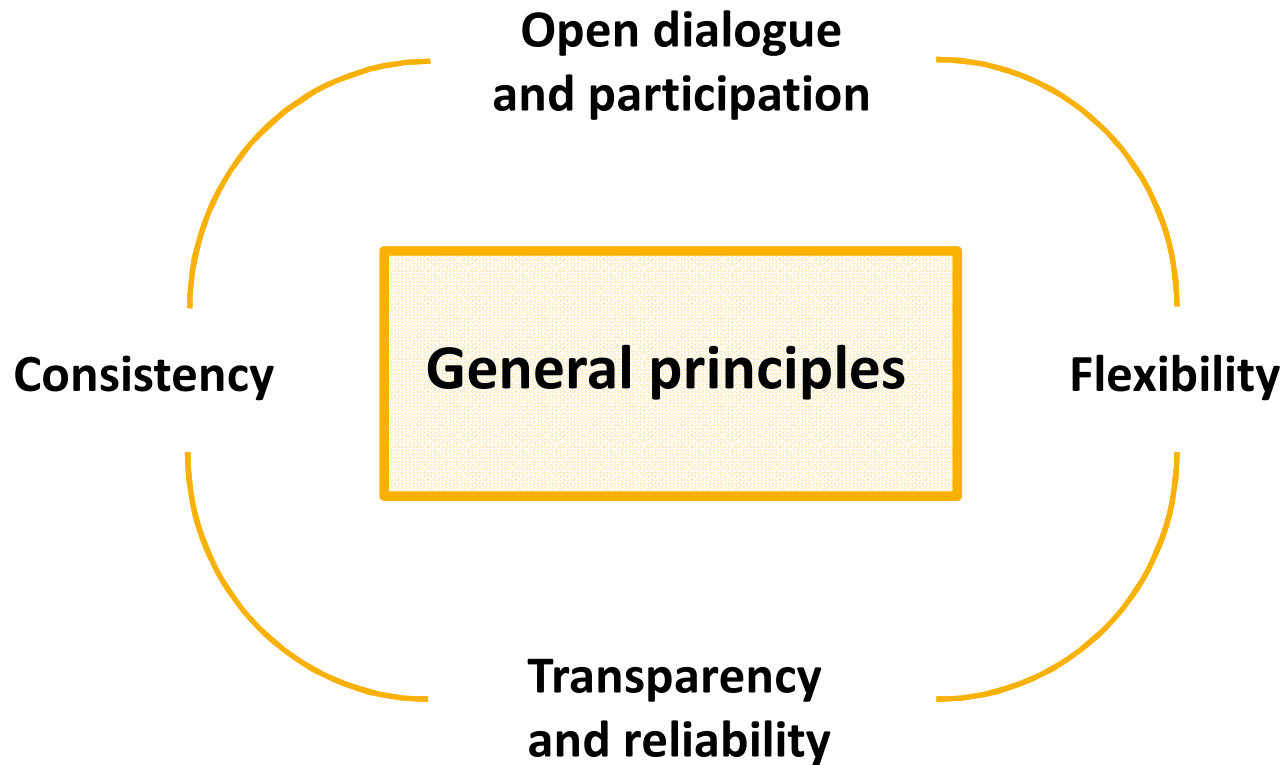 Open dialogue
and participation
Consistency
General principles
Flexibility
Transparency
and reliability